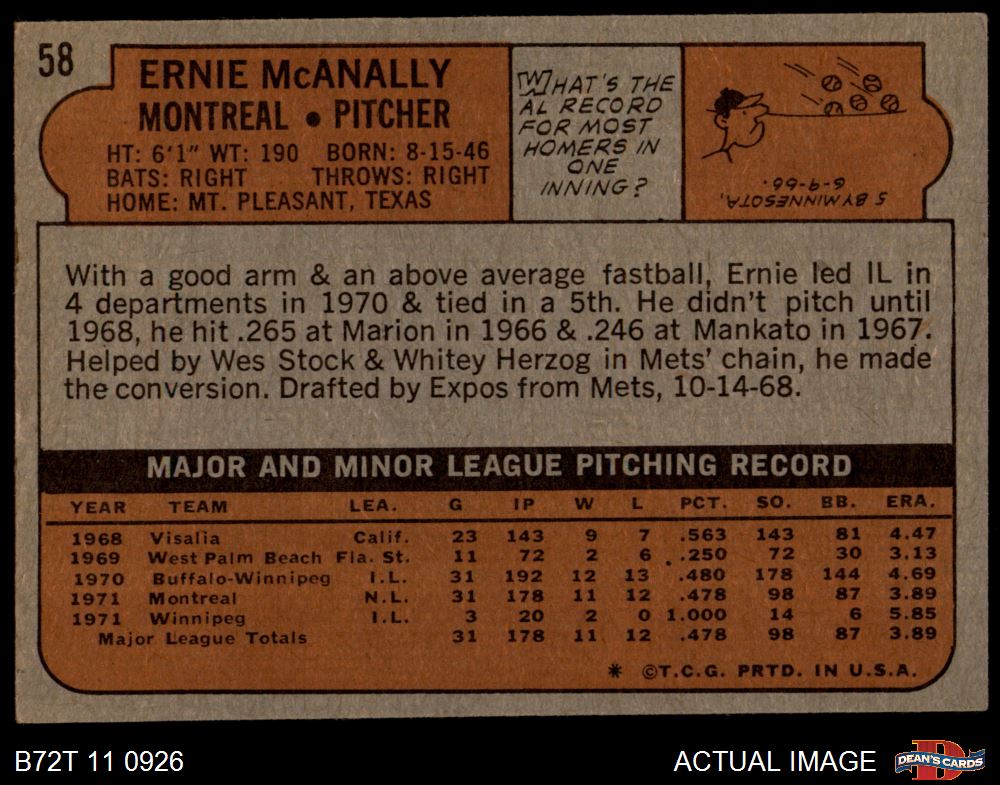 58
ERNIE McANALLY
MONTREAL • PITCHER
HT: 6'1" WT: 190 BORN: 8-15-46
BATS: RIGHT THROWS: RIGHT
HOME: MT. PLEASANT, TEXAS
WHAT'S THE
AL RECORD
FOR MOST
HOMERS IN
ONE
INNING?
5 BY MINNESOTA,
6-9-66.
With a good arm & an above average fastball, Ernie led IL in
4 departments in 1970 & tied in a 5th. He didn't pitch until
1968, he hit .265 at Marion in 1966 & .246 at Mankato in 1967.
Helped by Wes Stock & Whitey Herzog in Mets' chain, he made
the conversion. Drafted by Expos from Mets, 10-14-68.
MAJOR AND MINOR LEAGUE PITCHING RECORD
YEAR TEAM LEA. G IP W L PCT. SO. BB. ERA.
1968 Visalia Calif. 23 143 9 7 .563 143 81 4.47
1969 West Palm Beach Fla. St. 11 72 2 6 .250 72 30 3.13
1970 Buffalo-Winnipeg I.L. 31 192 12 13 .480 178 144 4.69
1971 Montreal N.L. 31 178 11 12 .478 98 87 3.89
1971 Winnipeg I.L. 3 20 2 0 1.000 14 6 5.85
Major League Totals 31 178 11 12 .478 98 87 3.89
* ©T.C.G. PRTD. IN U.S.A.
B72T 11 0926
ACTUAL IMAGE
DEAN'S CARDS